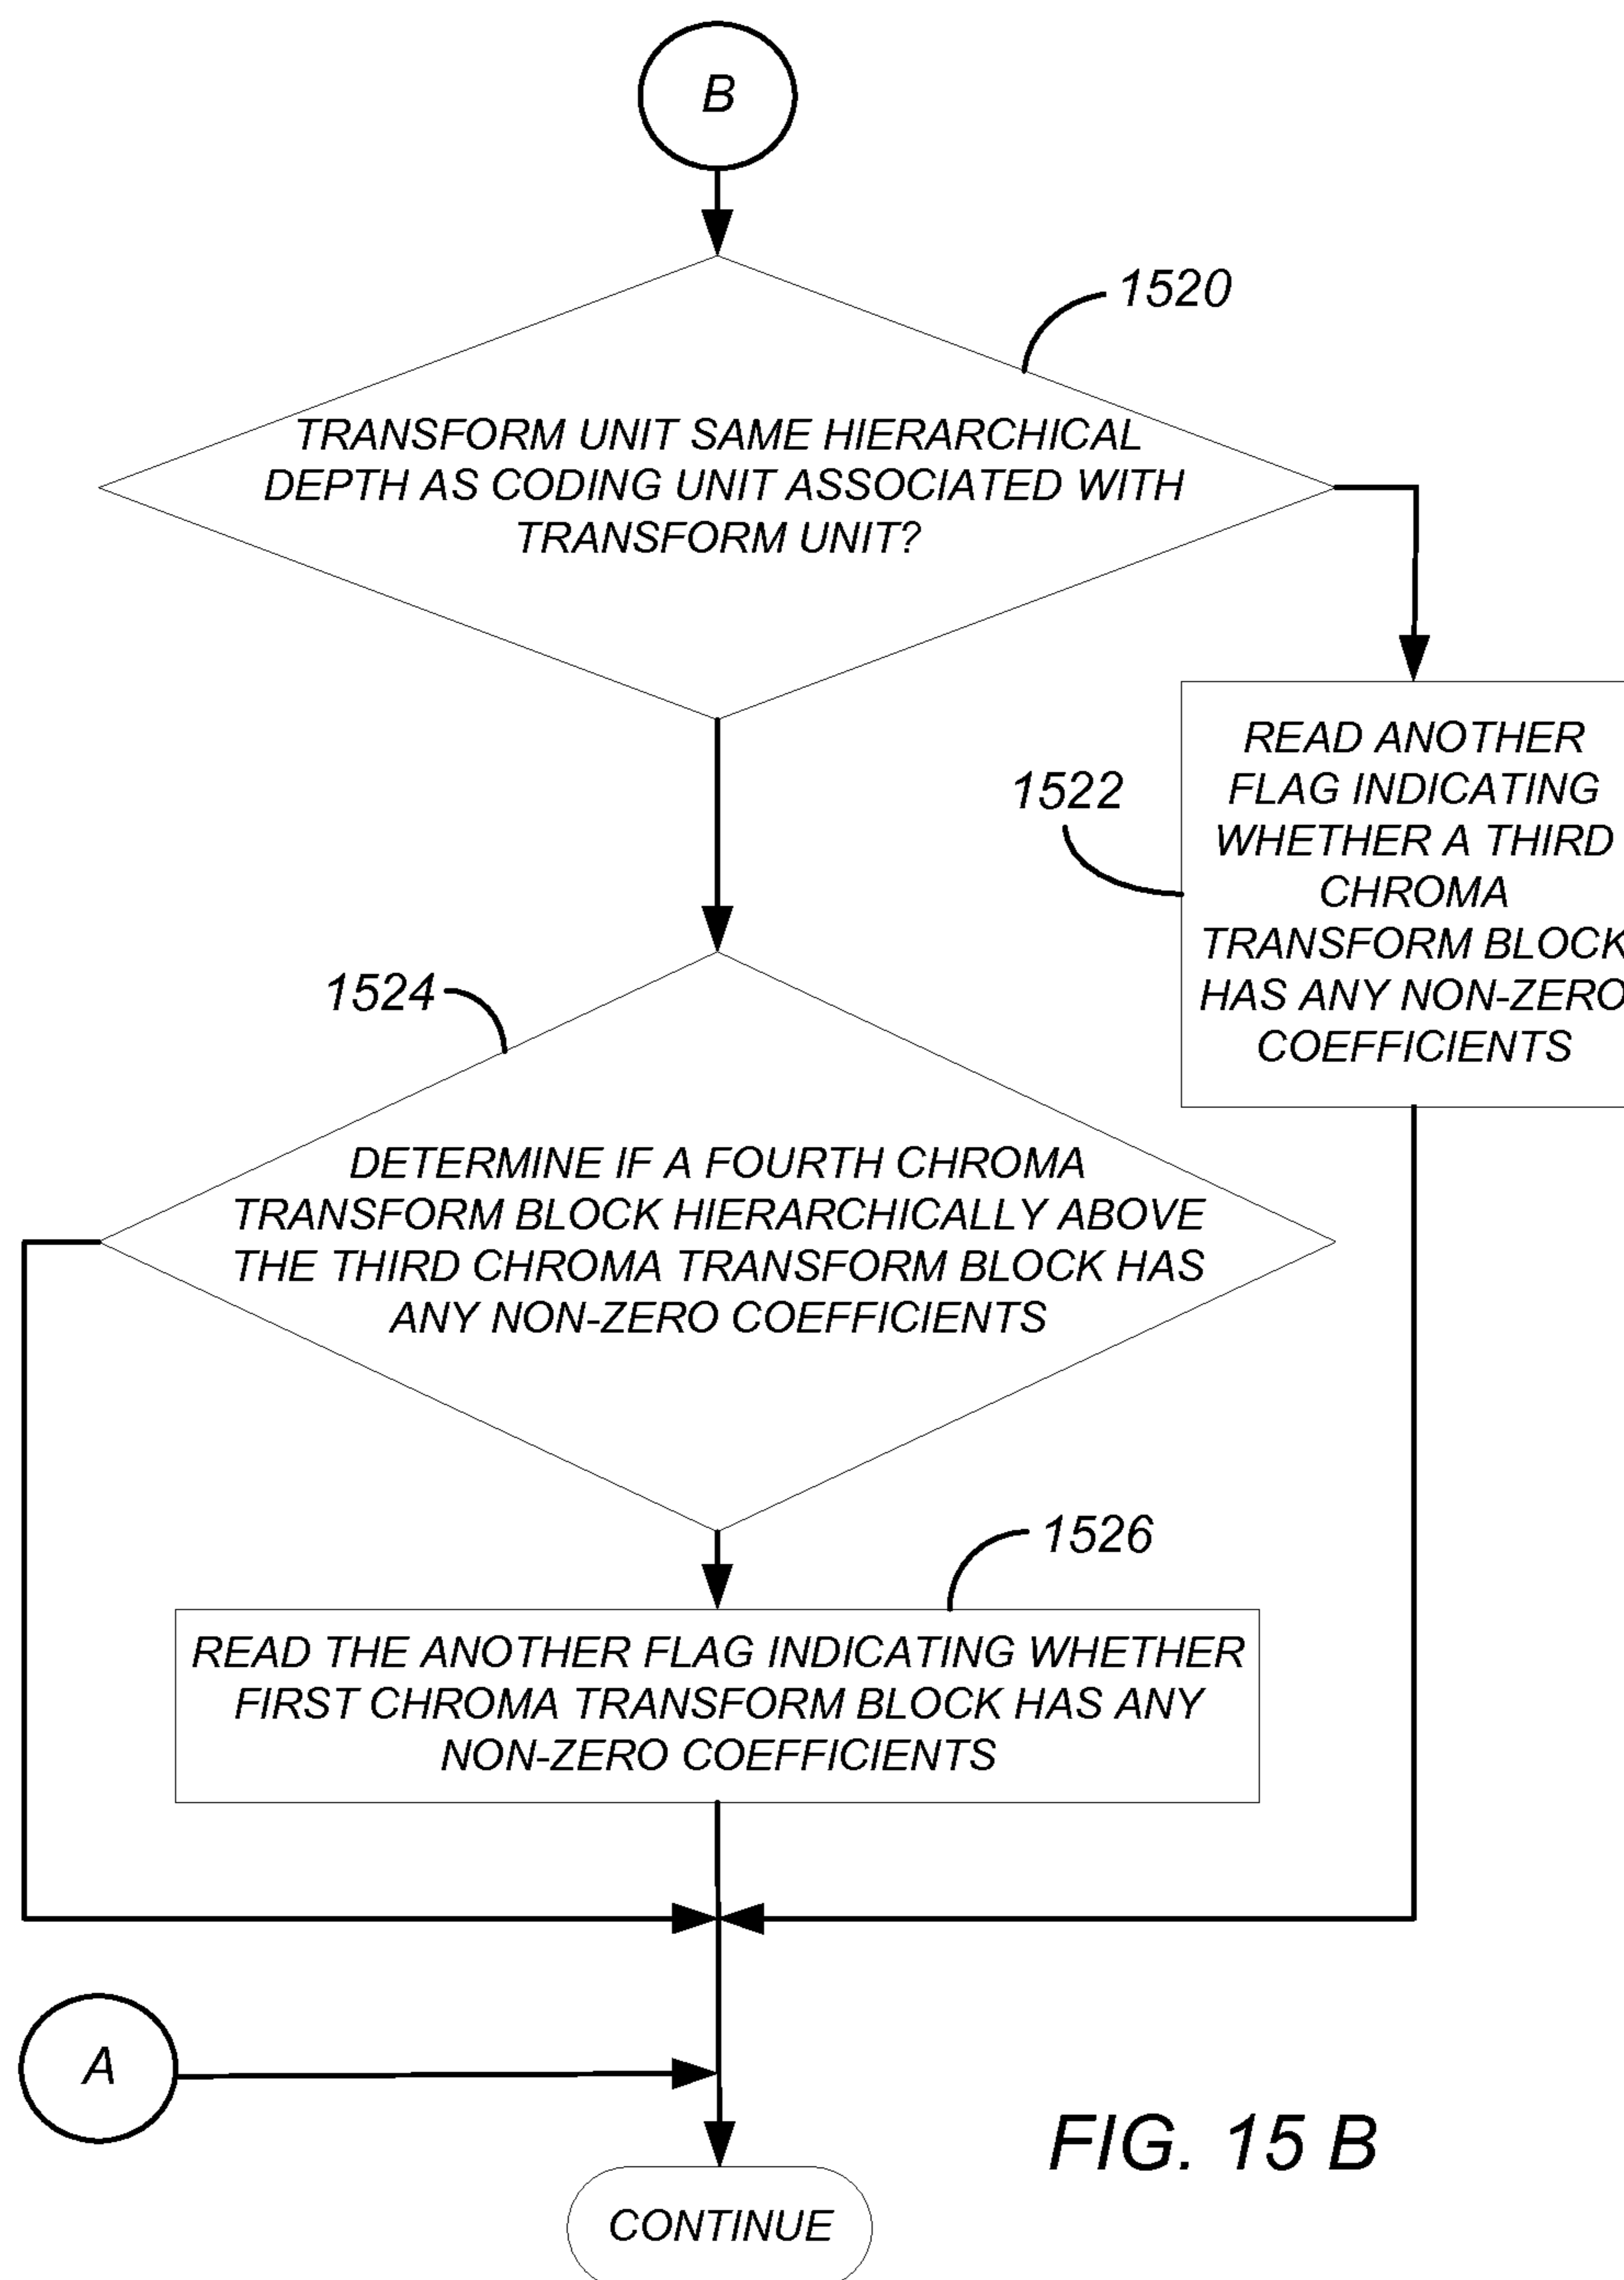 B
1520
TRANSFORM UNIT SAME HIERARCHICAL
DEPTH AS CODING UNIT ASSOCIATED WITH
TRANSFORM UNIT?
1522
READ ANOTHER
FLAG INDICATING
WHETHER A THIRD
CHROMA
TRANSFORM BLOCK
HAS ANY NON-ZERO
COEFFICIENTS
1524
DETERMINE IF A FOURTH CHROMA
TRANSFORM BLOCK HIERARCHICALLY ABOVE
THE THIRD CHROMA TRANSFORM BLOCK HAS
ANY NON-ZERO COEFFICIENTS
1526
READ THE ANOTHER FLAG INDICATING WHETHER
FIRST CHROMA TRANSFORM BLOCK HAS ANY
NON-ZERO COEFFICIENTS
A
FIG. 15 B
CONTINUE